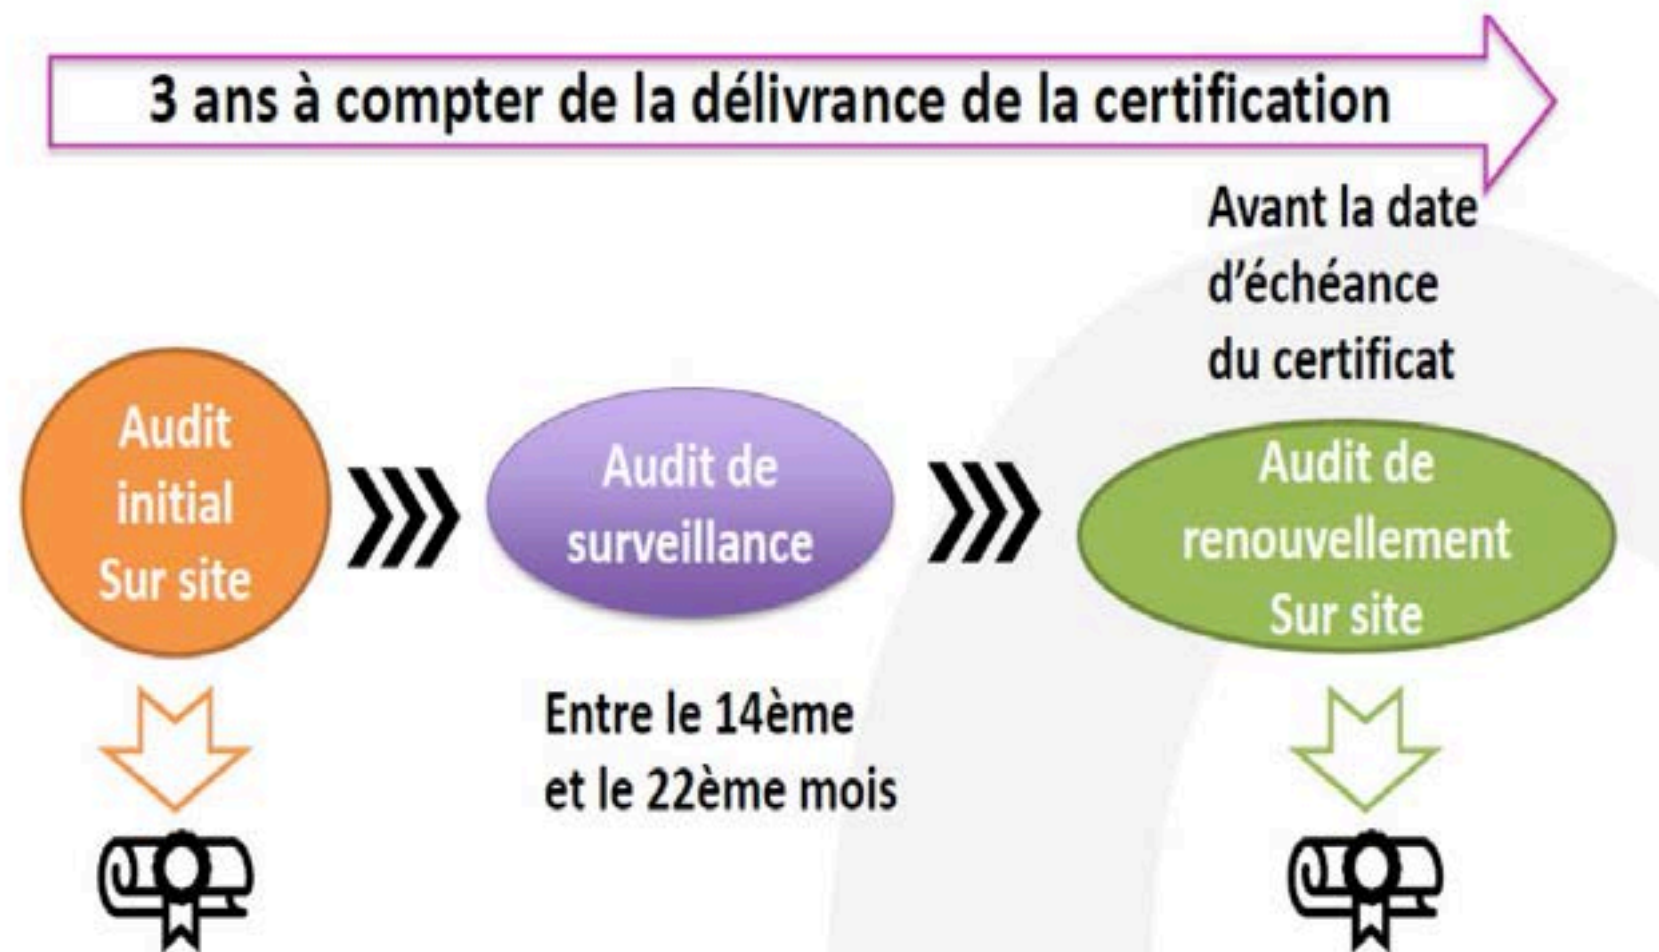 3 ans à compter de la délivrance de la certification
Avant la date
d'échéance
du certificat
Audit
initial
Sur site
Audit de
surveillance
Audit de
renouvellement
Sur site
Entre le 14ème
et le 22ème mois